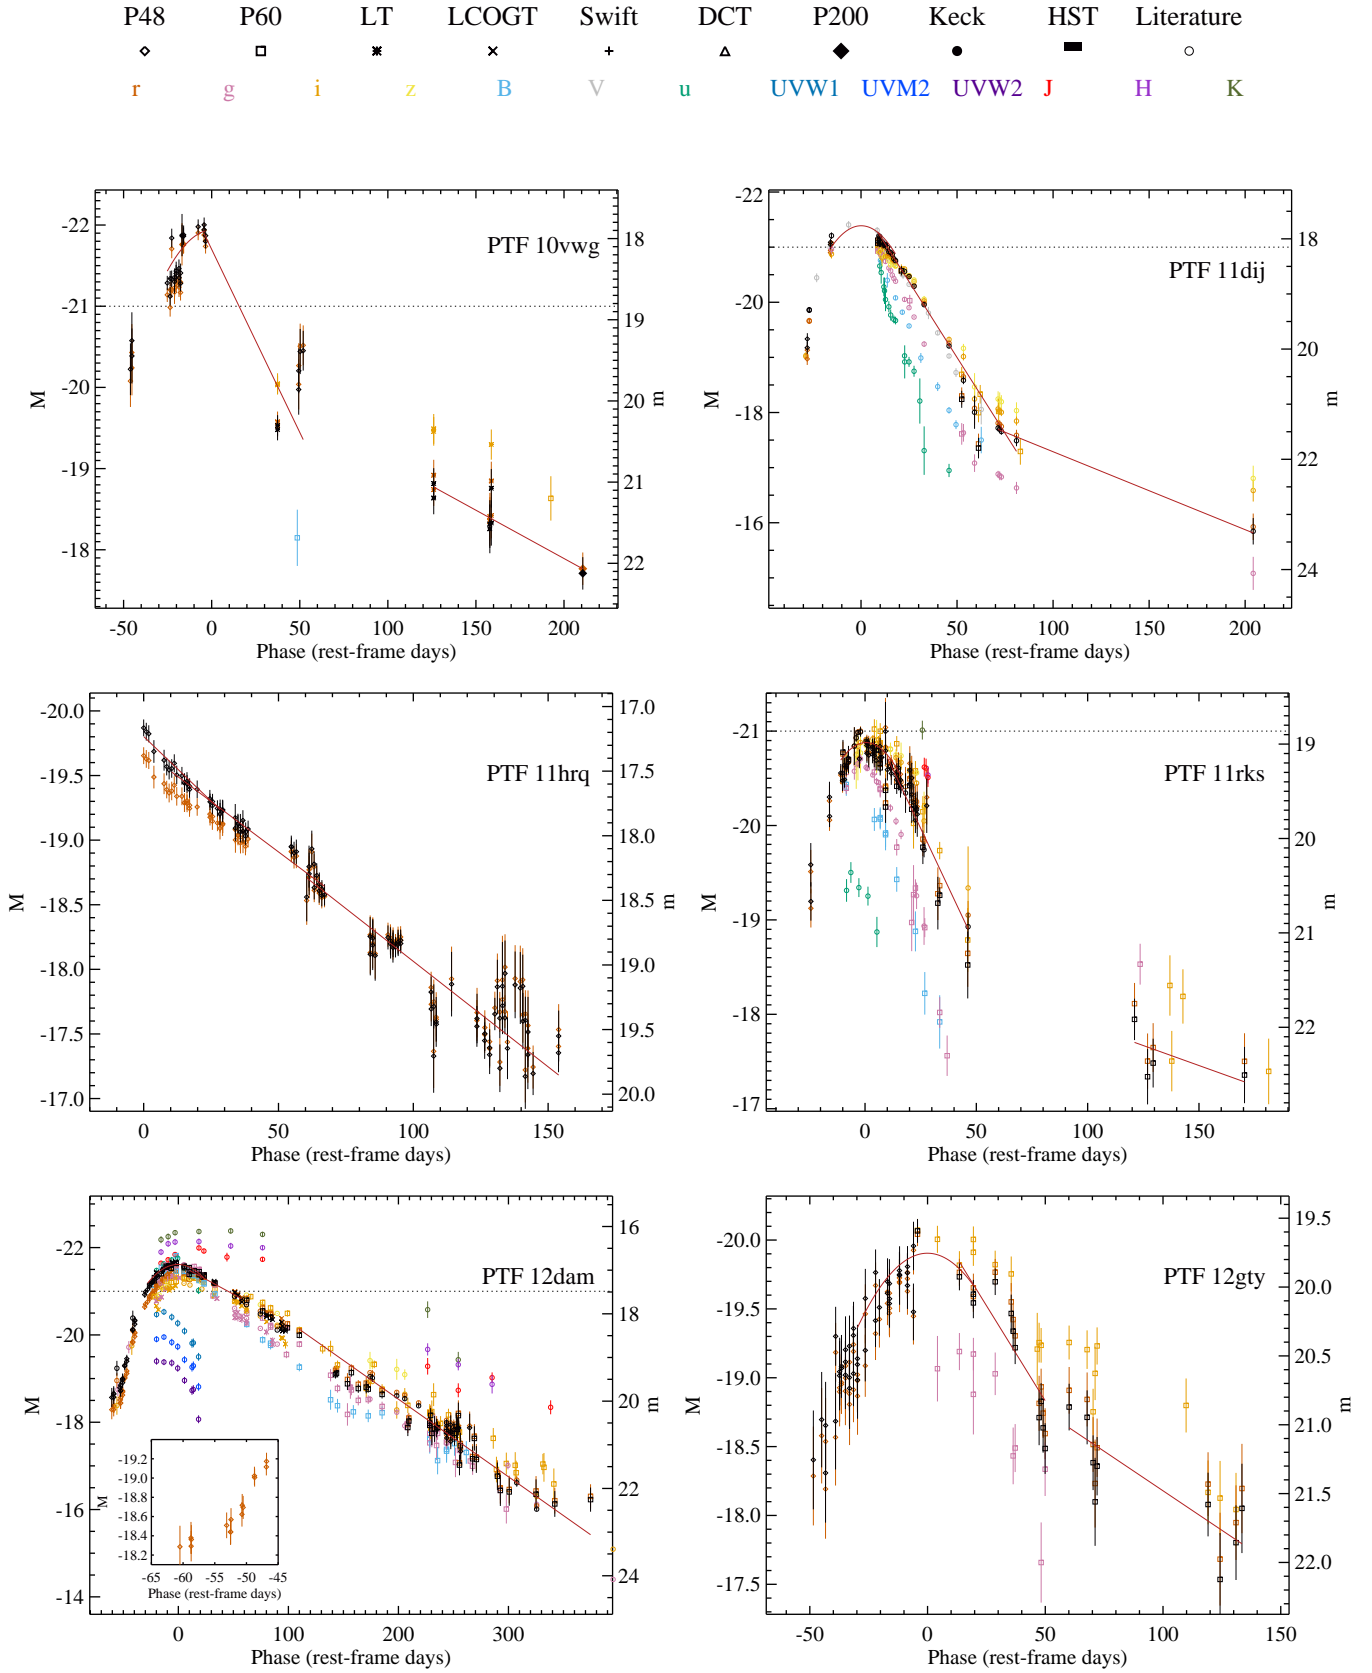 P48 P60 LT LCOGT Swift DCT P200 Keck HST Literature
r g i z B V u UVW1 UVM2 UVW2 J H K
-50 0 50 100 150 200
-22
-21
-20
-19
-18
M
18
19
20
21
22
m
PTF 10vwg
Phase (rest-frame days)
0 50 100 150 200
-22
-20
-18
-16
M
18
20
22
24
m
PTF 11dij
Phase (rest-frame days)
0 50 100 150
-20.0
-19.5
-19.0
-18.5
-18.0
-17.5
-17.0
M
17.0
17.5
18.0
18.5
19.0
19.5
20.0
m
PTF 11hrq
Phase (rest-frame days)
0 50 100 150
-21
-20
-19
-18
-17
M
19
20
21
22
m
PTF 11rks
Phase (rest-frame days)
0 100 200 300
-22
-20
-18
-16
-14
M
16
18
20
22
24
m
PTF 12dam
Phase (rest-frame days)
-19.2
-19.0
-18.8
-18.6
-18.4
-18.2
M
-65 -60 -55 -50 -45
Phase (rest-frame days)
-50 0 50 100 150
-20.0
-19.5
-19.0
-18.5
-18.0
-17.5
M
19.5
20.0
20.5
21.0
21.5
22.0
m
PTF 12gty
Phase (rest-frame days)